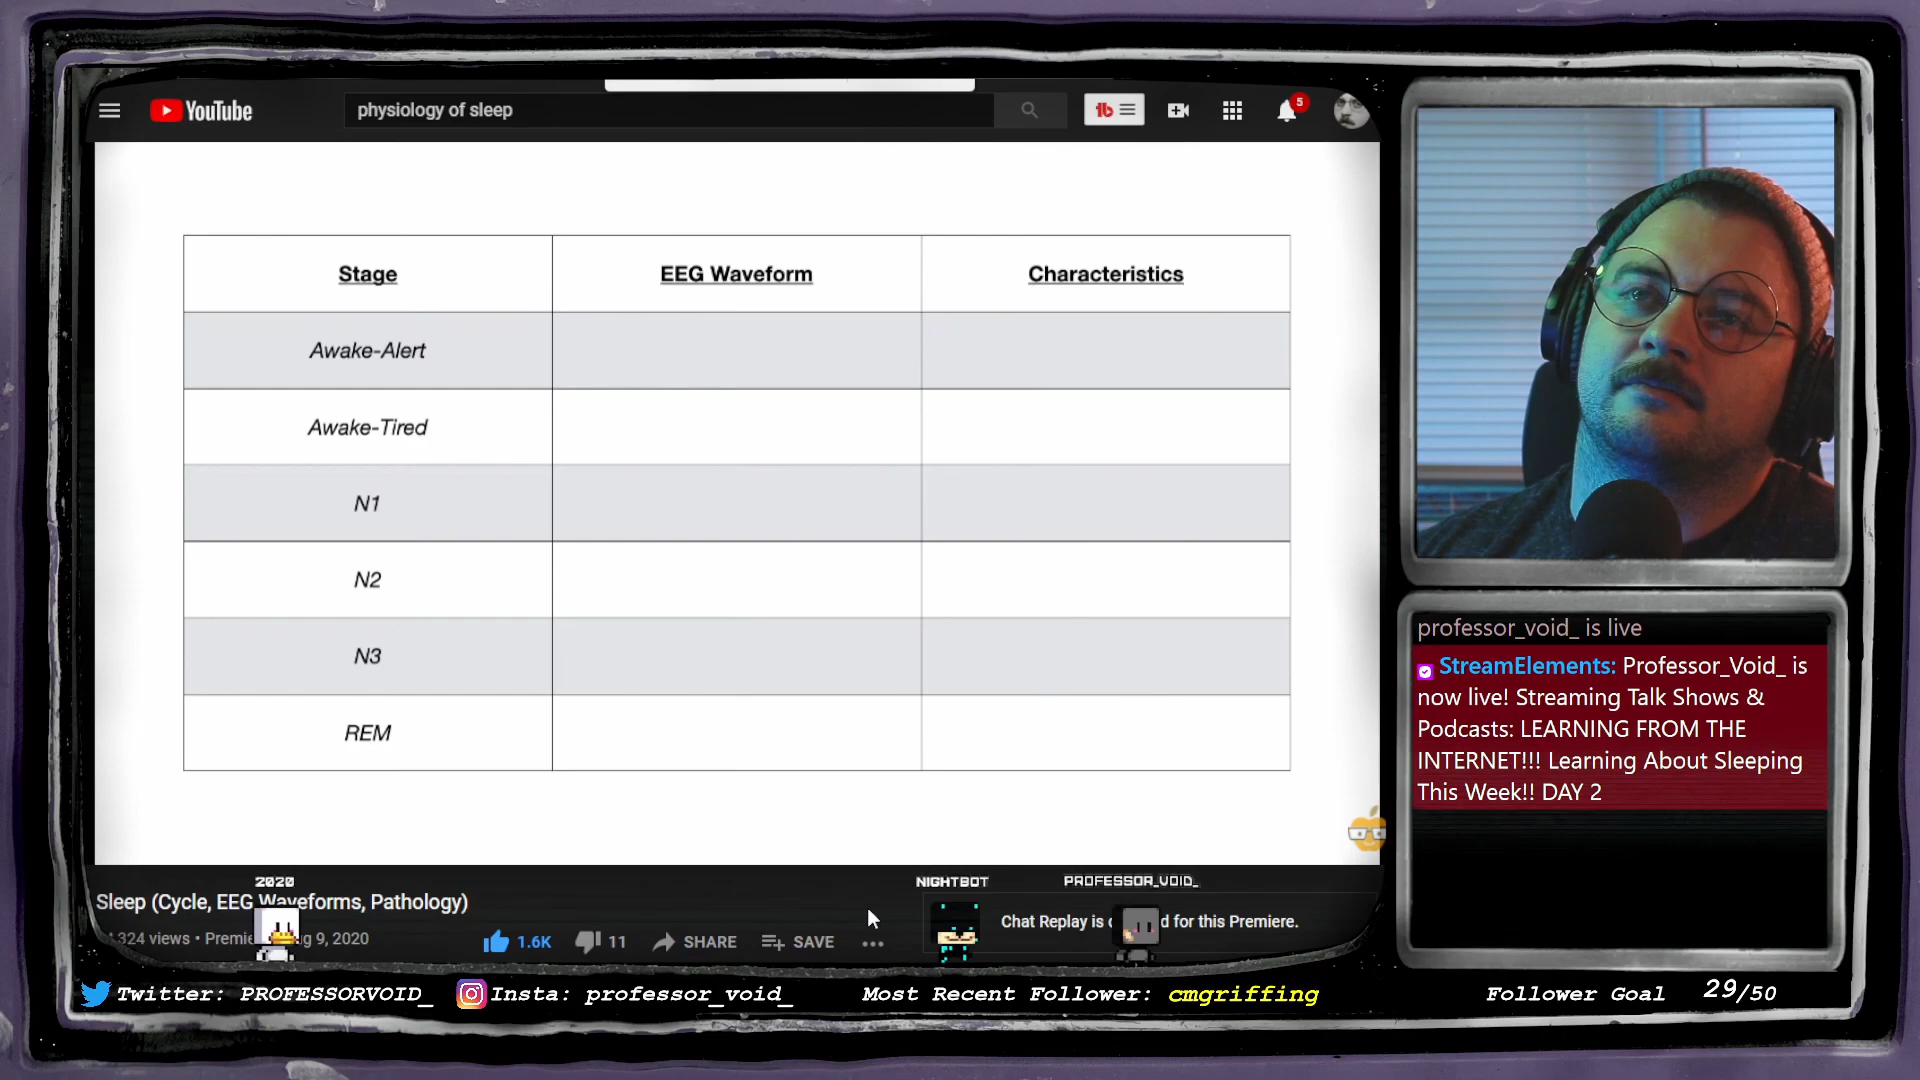 YouTube
physiology of sleep
5
Stage EEG Waveform Characteristics
Awake-Alert
Awake-Tired
N1
N2
N3
REM
2020
NIGHTBOT
PROFESSOR_VOID_
Sleep (Cycle, EEG Waveforms, Pathology)
Chat Replay is for this Premiere.
324 views • 9, 2020
1.6K
11
SHARE
SAVE
professor_void_ is live
StreamElements: Professor_Void_ is
now live! Streaming Talk Shows &
Podcasts: LEARNING FROM THE
INTERNET!!! Learning About Sleeping
This Week!! DAY 2
Twitter: PROFESSORVOID_
Insta: professor_void_
Most Recent Follower: cmgriffing
Follower Goal 29/50